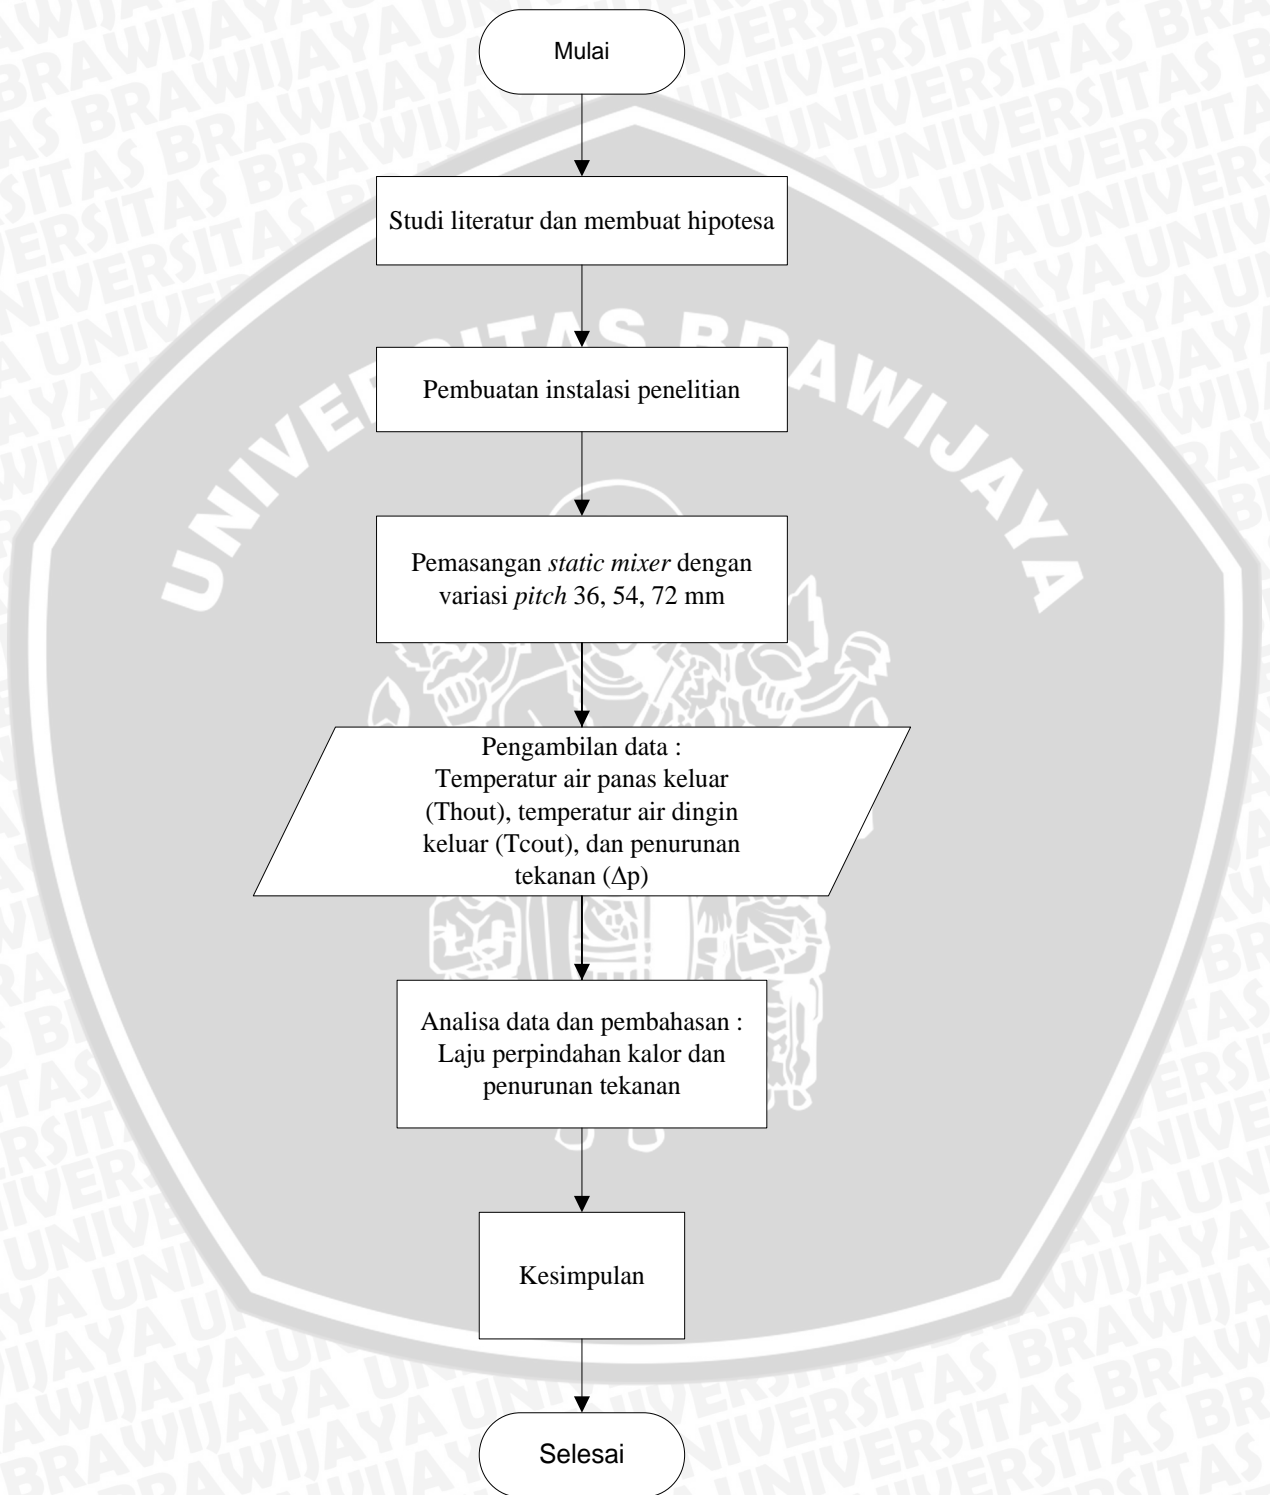 Mulai
Studi literatur dan membuat hipotesa
Pembuatan instalasi penelitian
Pemasangan static mixer dengan
variasi pitch 36, 54, 72 mm
Pengambilan data :
Temperatur air panas keluar
(Thout), temperatur air dingin
keluar (Tcout), dan penurunan
tekanan (Δp)
Analisa data dan pembahasan :
Laju perpindahan kalor dan
penurunan tekanan
Kesimpulan
Selesai
UNIVERSITAS BRAWIJAYA